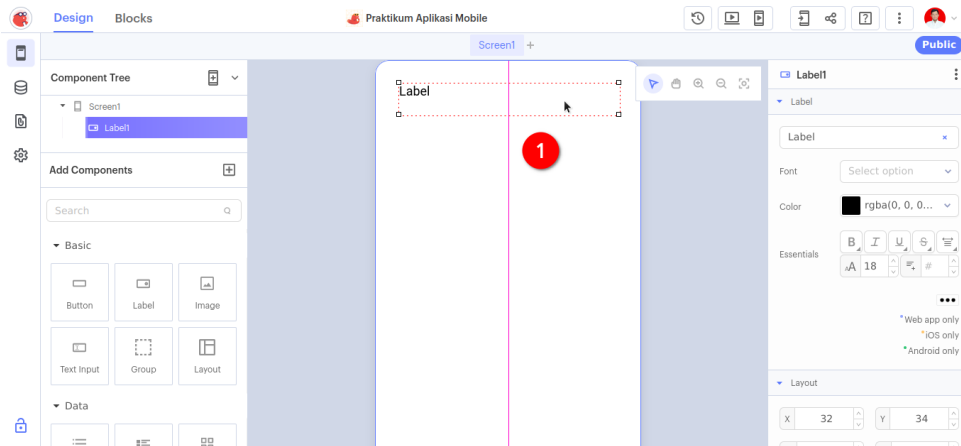 Design Blocks Praktikum Aplikasi Mobile
Screen1 +
Public
Component Tree
Screen1
Label1
Add Components
Search
Basic
Button Label Image
Text Input Group Layout
Data
Label
1
Label1
Label
Label ×
Font Select option
Color rgba(0, 0, 0...
Essentials B I U S
AA 18 #
•••
*Web app only
*iOS only
*Android only
Layout
X 32 Y 34